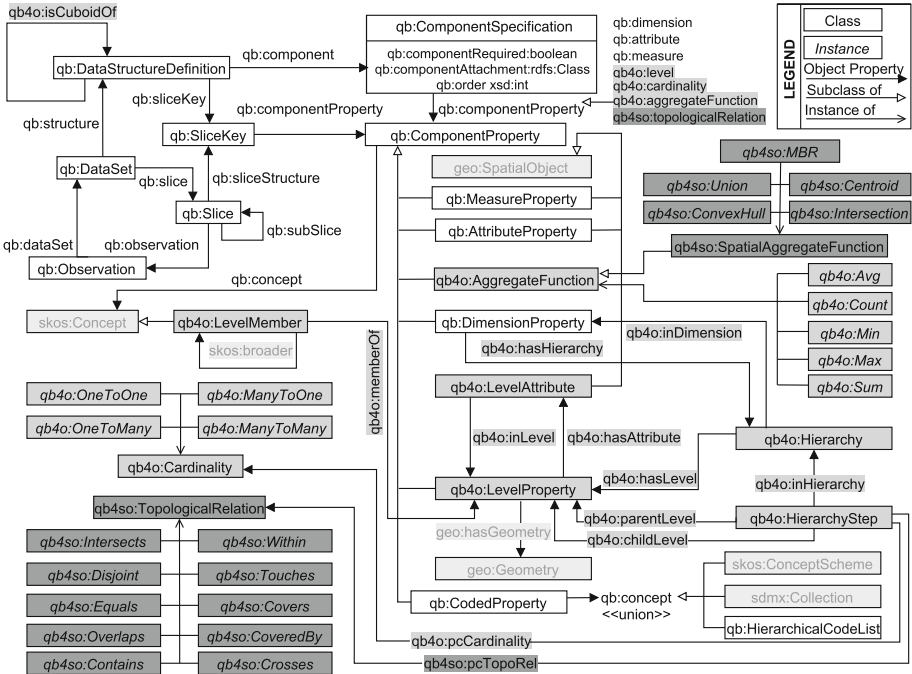 qb4o:isCuboidOf
qb:DataStructureDefinition
qb:component
qb:ComponentSpecification
qb:componentRequired:boolean
qb:componentAttachment:rdfs:Class
qb:order xsd:int
qb:dimension
qb:attribute
qb:measure
qb4o:level
qb4o:cardinality
qb4o:aggregateFunction
qb4so:topologicalRelation
LEGEND
Class
Instance
Object Property
Subclass of
Instance of
qb:sliceKey
qb:componentProperty
qb:componentProperty
qb:structure
qb:SliceKey
qb:ComponentProperty
qb:DataSet
qb:slice
qb:sliceStructure
qb:Slice
qb:subSlice
qb:dataSet
qb:observation
qb:Observation
qb:concept
geo:SpatialObject
qb:MeasureProperty
qb:AttributeProperty
qb4o:AggregateFunction
qb4so:MBR
qb4so:Union
qb4so:Centroid
qb4so:ConvexHull
qb4so:Intersection
qb4so:SpatialAggregateFunction
qb4o:Avg
qb4o:Count
qb4o:Min
qb4o:Max
qb4o:Sum
skos:Concept
qb4o:LevelMember
skos:broader
qb4o:memberOf
qb:DimensionProperty
qb4o:inDimension
qb4o:hasHierarchy
qb4o:OneToOne
qb4o:ManyToOne
qb4o:OneToMany
qb4o:ManyToMany
qb4o:Cardinality
qb4o:LevelAttribute
qb4o:inLevel
qb4o:hasAttribute
qb4o:Hierarchy
qb4o:hasLevel
qb4o:inHierarchy
qb4o:LevelProperty
qb4o:parentLevel
qb4o:HierarchyStep
qb4o:childLevel
geo:hasGeometry
geo:Geometry
qb4so:TopologicalRelation
qb4so:Intersects
qb4so:Within
qb4so:Disjoint
qb4so:Touches
qb4so:Equals
qb4so:Covers
qb4so:Overlaps
qb4so:CoveredBy
qb4so:Contains
qb4so:Crosses
qb:CodedProperty
qb:concept
<<union>>
skos:ConceptScheme
sdmx:Collection
qb:HierarchicalCodeList
qb4o:pcCardinality
qb4so:pcTopoRel